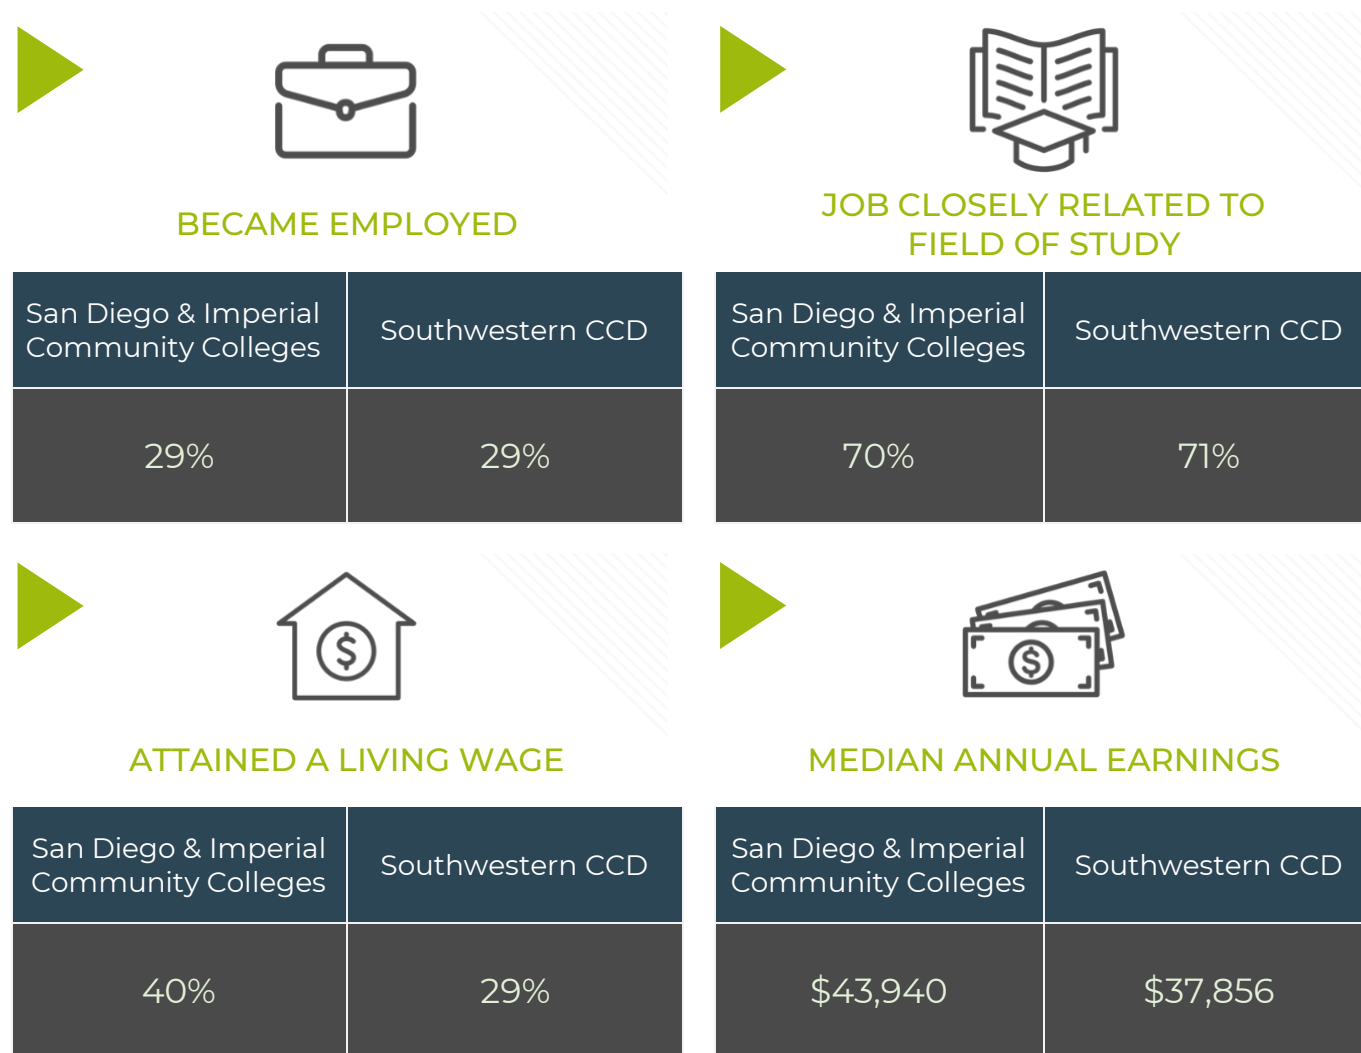 BECAME EMPLOYED
San Diego & Imperial
Community Colleges
Southwestern CCD
29%
29%
JOB CLOSELY RELATED TO
FIELD OF STUDY
San Diego & Imperial
Community Colleges
Southwestern CCD
70%
71%
$
ATTAINED A LIVING WAGE
San Diego & Imperial
Community Colleges
Southwestern CCD
40%
29%
$
MEDIAN ANNUAL EARNINGS
San Diego & Imperial
Community Colleges
Southwestern CCD
$43,940
$37,856